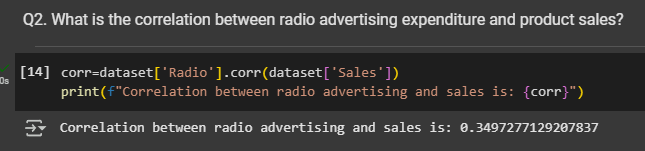 Q2. What is the correlation between radio advertising expenditure and product sales?
[14] corr=dataset['Radio'].corr(dataset['Sales'])
0s
print(f"Correlation between radio advertising and sales is: {corr}")
Correlation between radio advertising and sales is: 0.3497277129207837